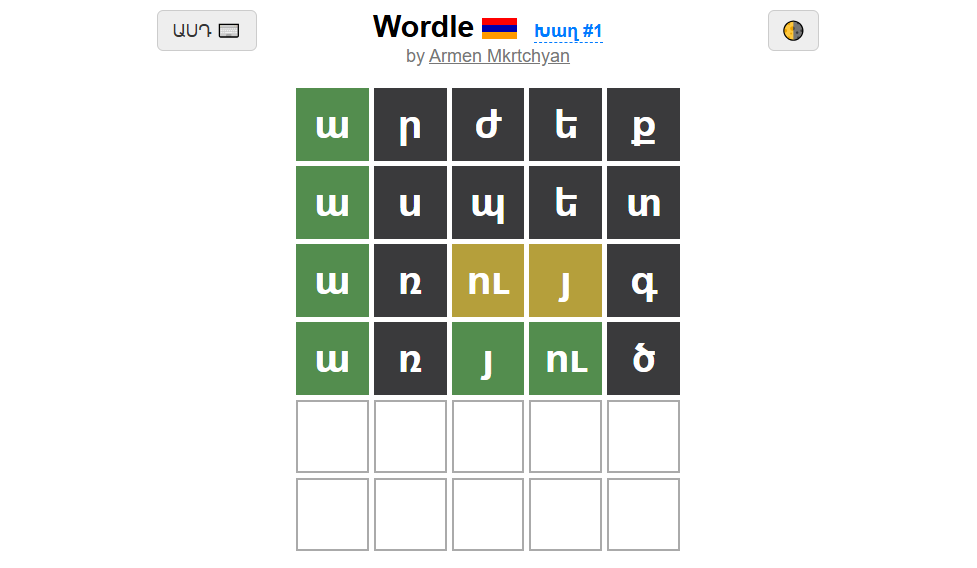 ԱՍԴ
Wordle Խաղ #1
by Armen Mkrtchyan
ա ր ժ ե ք
ա ս պ ե տ
ա ռ ու յ գ
ա ռ յ ու ծ